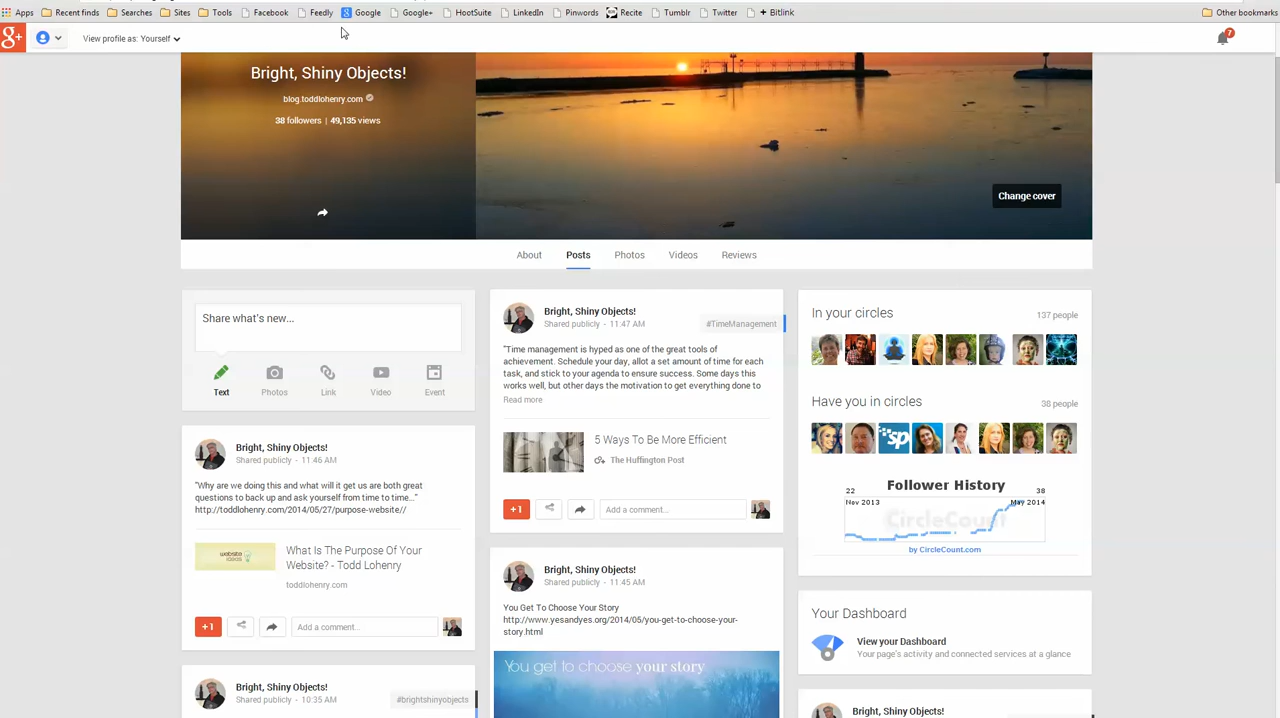 Apps Recent finds Searches Sites Tools Facebook Feedly Google Google+ HootSuite LinkedIn Pinwords Recite Tumblr Twitter + Bitlink Other bookmarks
g+ View profile as: Yourself 7
Bright, Shiny Objects!
blog.toddlohenry.com
38 followers | 49,135 views
Change cover
About Posts Photos Videos Reviews
Share what's new...
Text Photos Link Video Event
Bright, Shiny Objects!
Shared publicly - 11:46 AM
"Why are we doing this and what will it get us are both great
questions to back up and ask yourself from time to time..."
http://toddlohenry.com/2014/05/27/purpose-website//
website
ideas
What Is The Purpose Of Your
Website? - Todd Lohenry
toddlohenry.com
+1 Add a comment...
Bright, Shiny Objects!
Shared publicly - 10:35 AM
#brightshinyobjects
Bright, Shiny Objects!
Shared publicly - 11:47 AM
#TimeManagement
"Time management is hyped as one of the great tools of
achievement. Schedule your day, allot a set amount of time for each
task, and stick to your agenda to ensure success. Some days this
works well, but other days the motivation to get everything done to
Read more
5 Ways To Be More Efficient
The Huffington Post
+1 Add a comment...
Bright, Shiny Objects!
Shared publicly - 11:45 AM
You Get To Choose Your Story
http://www.yesandyes.org/2014/05/you-get-to-choose-your-
story.html
You get to choose your story
In your circles 137 people
Have you in circles 38 people
sp
Follower History
22 38
Nov 2013 May 2014
CircleCount
by CircleCount.com
Your Dashboard
View your Dashboard
Your page's activity and connected services at a glance
Bright, Shiny Objects!